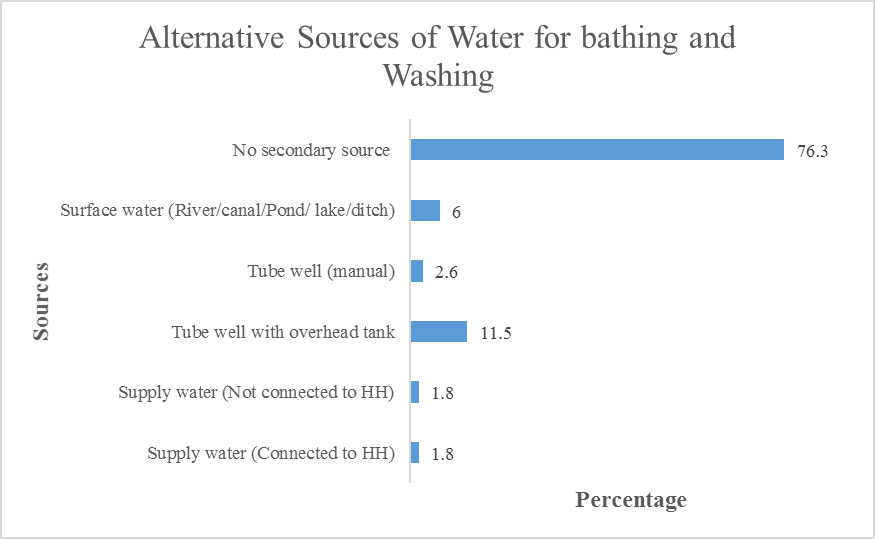 Alternative Sources of Water for bathing and
Washing
No secondary source 76.3
Surface water (River/canal/Pond/ lake/ditch) 6
Tube well (manual) 2.6
Tube well with overhead tank 11.5
Supply water (Not connected to HH) 1.8
Supply water (Connected to HH) 1.8
Sources
Percentage